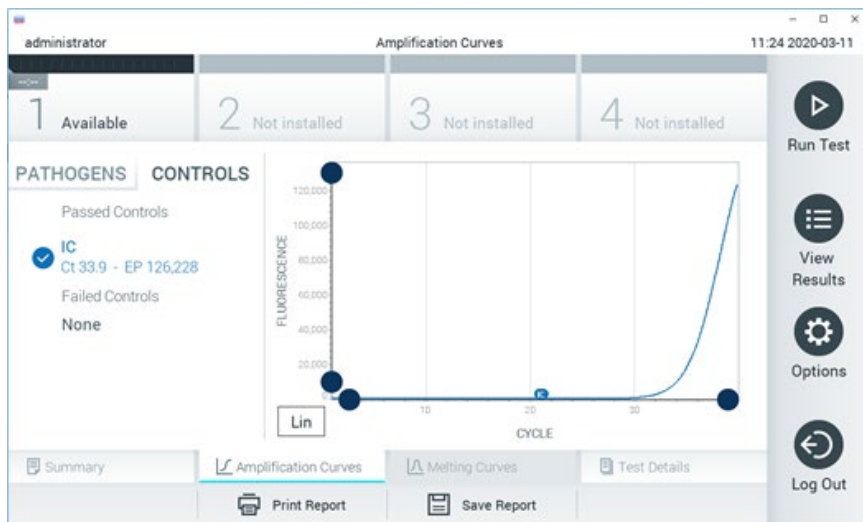 administrator
Amplification Curves
11:24 2020-03-11
--:--
1 Available
2 Not installed
3 Not installed
4 Not installed
Run Test
PATHOGENS
CONTROLS
Passed Controls
IC
Ct 33.9 - EP 126,228
Failed Controls
None
FLUORESCENCE
120,000
100,000
80,000
60,000
40,000
20,000
0
IC
10
20
30
CYCLE
Lin
View
Results
Options
Log Out
Summary
Amplification Curves
Melting Curves
Test Details
Print Report
Save Report